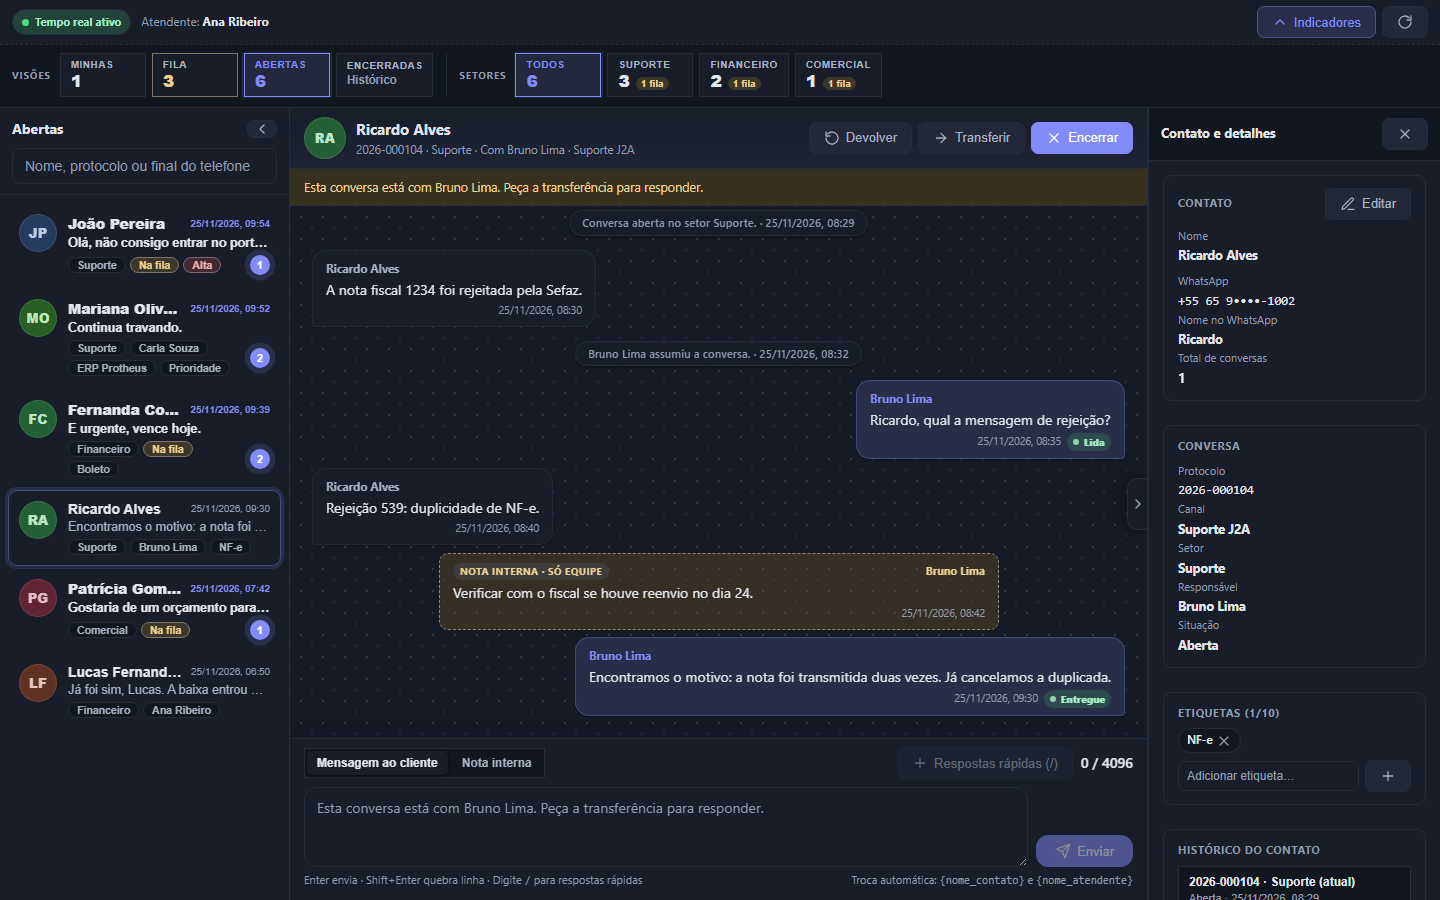 Tempo real ativo
Atendente: Ana Ribeiro
Indicadores
VISÕES
MINHAS
1
FILA
3
ABERTAS
6
ENCERRADAS
Histórico
SETORES
TODOS
6
SUPORTE
3 1 fila
FINANCEIRO
2 1 fila
COMERCIAL
1 1 fila
Abertas
Nome, protocolo ou final do telefone
JP
João Pereira 25/11/2026, 09:54
Olá, não consigo entrar no port...
Suporte Na fila Alta 1
MO
Mariana Oliv... 25/11/2026, 09:52
Continua travando.
Suporte Carla Souza
ERP Protheus Prioridade 2
FC
Fernanda Co... 25/11/2026, 09:39
E urgente, vence hoje.
Financeiro Na fila
Boleto 2
RA
Ricardo Alves 25/11/2026, 09:30
Encontramos o motivo: a nota foi ...
Suporte Bruno Lima NF-e
PG
Patrícia Gom... 25/11/2026, 07:42
Gostaria de um orçamento para...
Comercial Na fila 1
LF
Lucas Fernand... 25/11/2026, 06:50
Já foi sim, Lucas. A baixa entrou ...
Financeiro Ana Ribeiro
RA
Ricardo Alves
2026-000104 · Suporte · Com Bruno Lima · Suporte J2A
Devolver
Transferir
Encerrar
Esta conversa está com Bruno Lima. Peça a transferência para responder.
Conversa aberta no setor Suporte. · 25/11/2026, 08:29
Ricardo Alves
A nota fiscal 1234 foi rejeitada pela Sefaz.
25/11/2026, 08:30
Bruno Lima assumiu a conversa. · 25/11/2026, 08:32
Bruno Lima
Ricardo, qual a mensagem de rejeição?
25/11/2026, 08:35 Lida
Ricardo Alves
Rejeição 539: duplicidade de NF-e.
25/11/2026, 08:40
NOTA INTERNA · SÓ EQUIPE Bruno Lima
Verificar com o fiscal se houve reenvio no dia 24.
25/11/2026, 08:42
Bruno Lima
Encontramos o motivo: a nota foi transmitida duas vezes. Já cancelamos a duplicada.
25/11/2026, 09:30 Entregue
Mensagem ao cliente Nota interna
Respostas rápidas (/) 0 / 4096
Esta conversa está com Bruno Lima. Peça a transferência para responder.
Enviar
Enter envia · Shift+Enter quebra linha · Digite / para respostas rápidas
Troca automática: {nome_contato} e {nome_atendente}
Contato e detalhes
CONTATO
Editar
Nome
Ricardo Alves
WhatsApp
+55 65 9••••-1002
Nome no WhatsApp
Ricardo
Total de conversas
1
CONVERSA
Protocolo
2026-000104
Canal
Suporte J2A
Setor
Suporte
Responsável
Bruno Lima
Situação
Aberta
ETIQUETAS (1/10)
NF-e
Adicionar etiqueta...
HISTÓRICO DO CONTATO
2026-000104 · Suporte (atual)
Aberta · 25/11/2026, 08:29